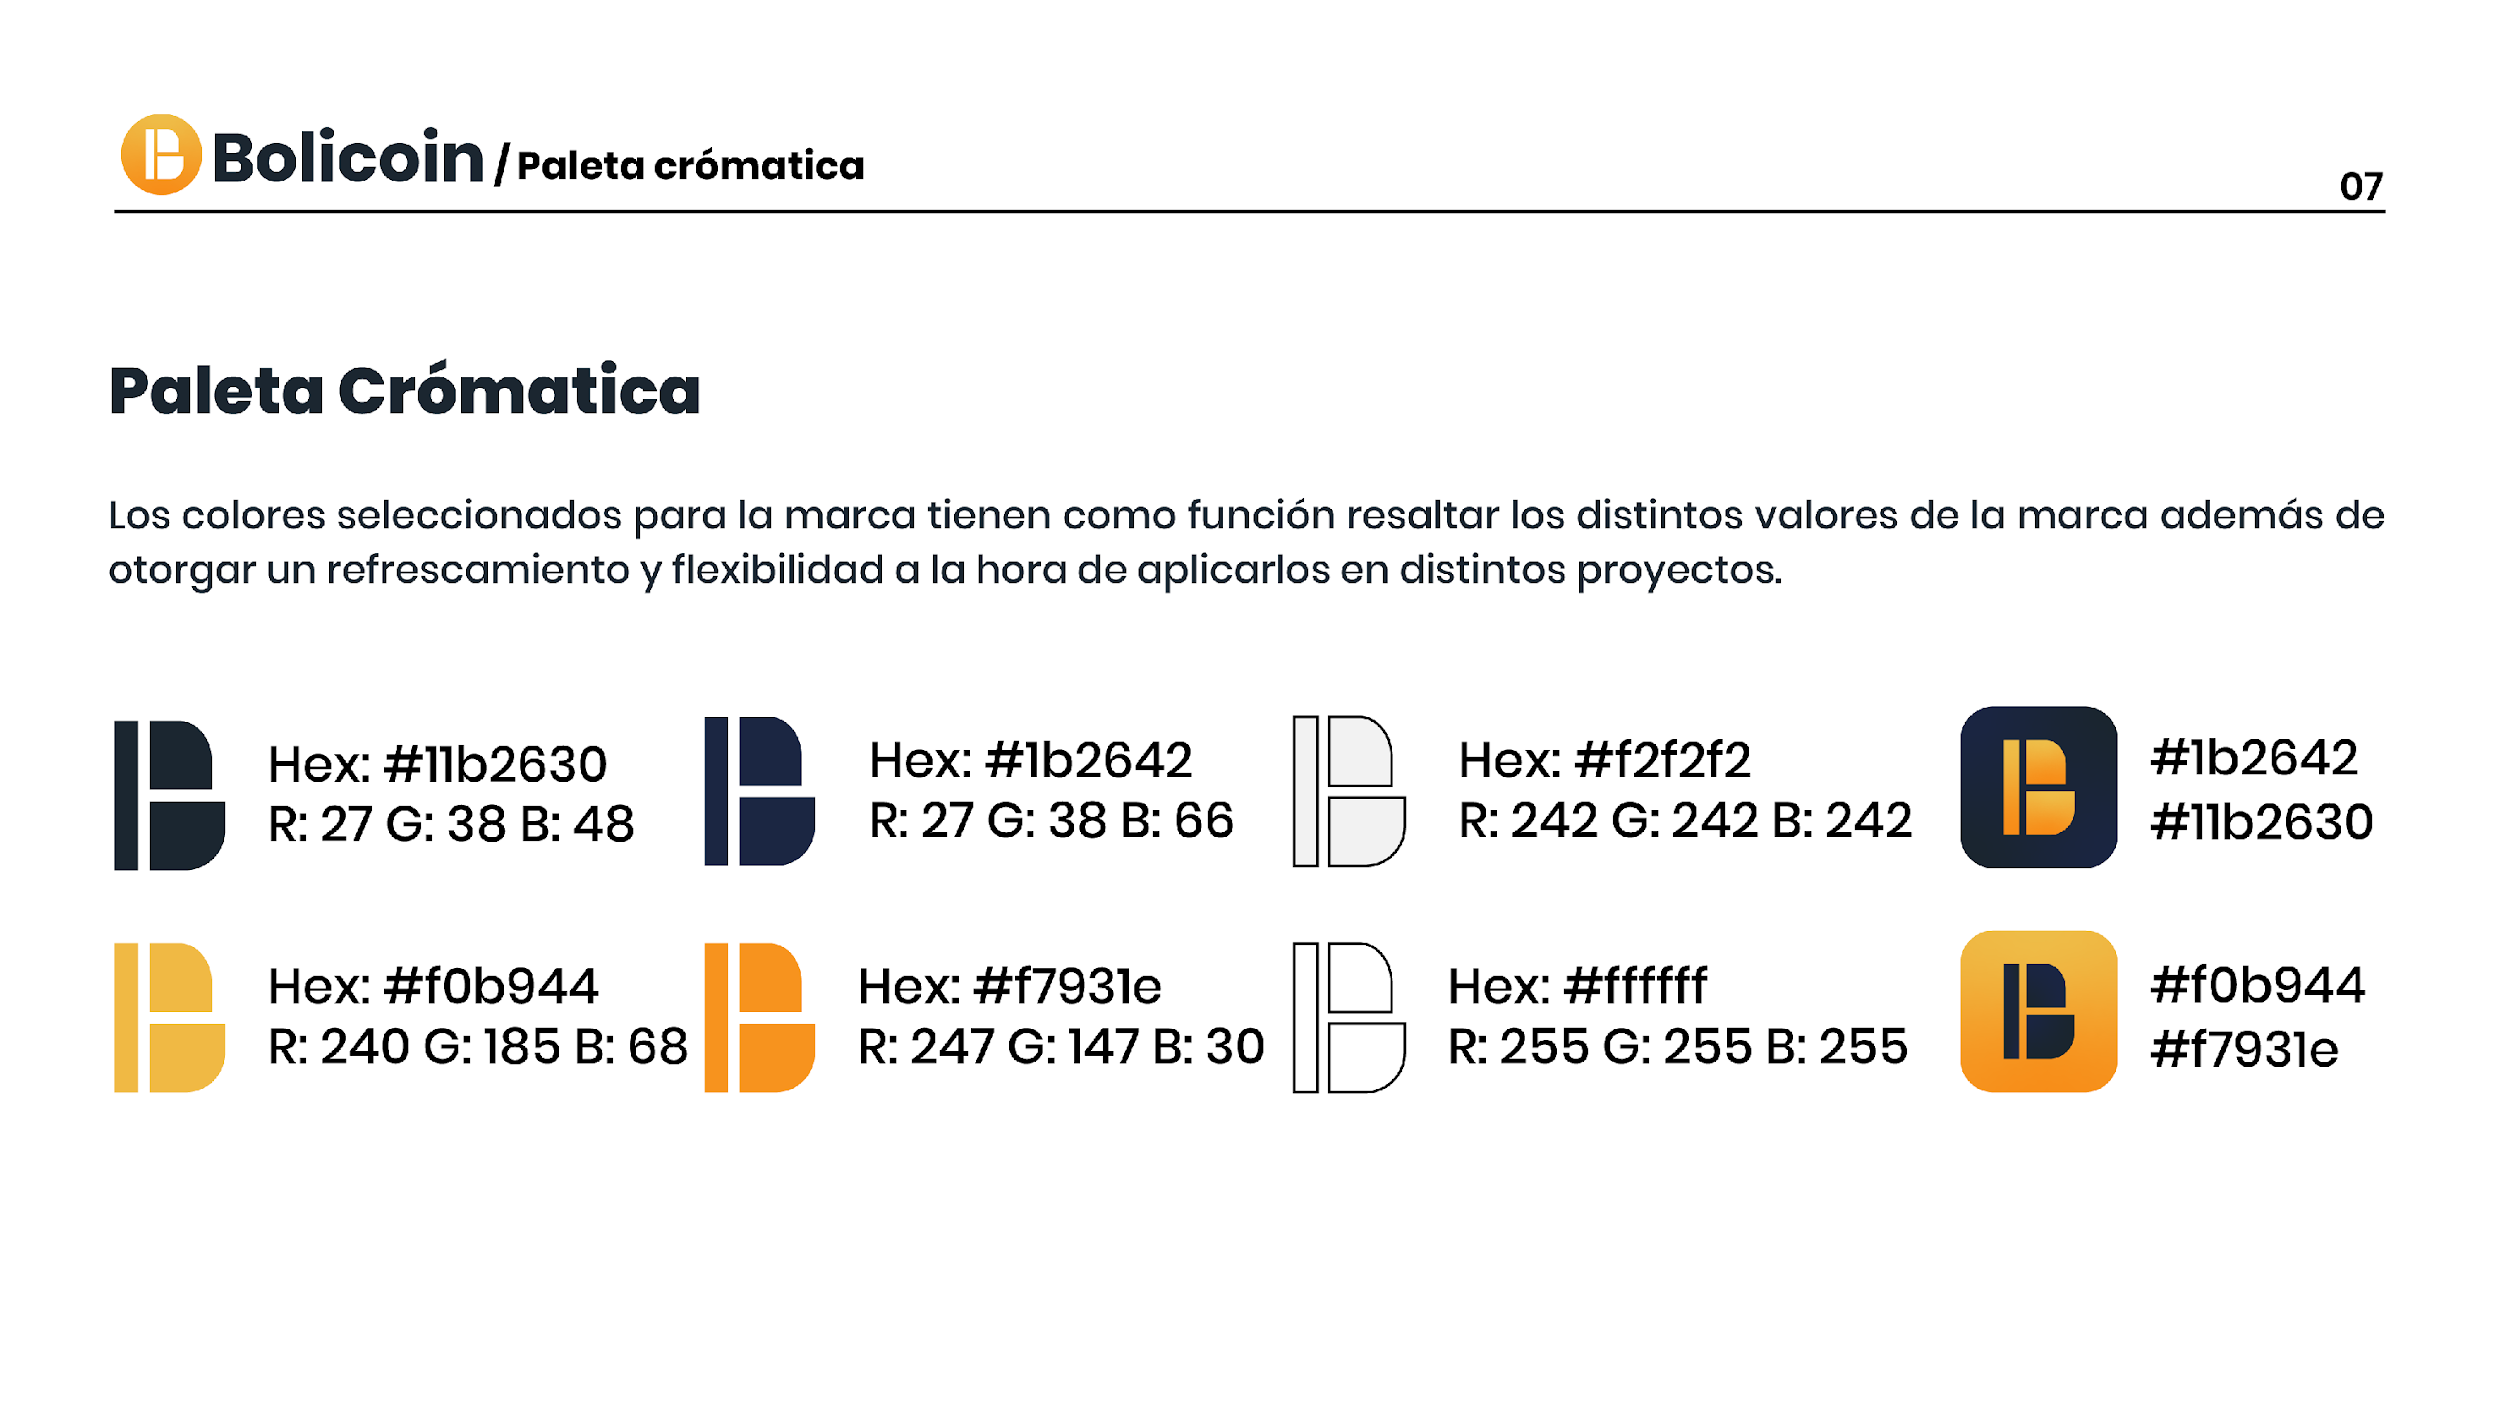 Bolicoin / Paleta crómatica
07
Paleta Crómatica
Los colores seleccionados para la marca tienen como función resaltar los distintos valores de la marca además de
otorgar un refrescamiento y flexibilidad a la hora de aplicarlos en distintos proyectos.
Hex: #11b2630
R: 27 G: 38 B: 48
Hex: #1b2642
R: 27 G: 38 B: 66
Hex: #f2f2f2
R: 242 G: 242 B: 242
#1b2642
#11b2630
Hex: #f0b944
R: 240 G: 185 B: 68
Hex: #f7931e
R: 247 G: 147 B: 30
Hex: #ffffff
R: 255 G: 255 B: 255
#f0b944
#f7931e